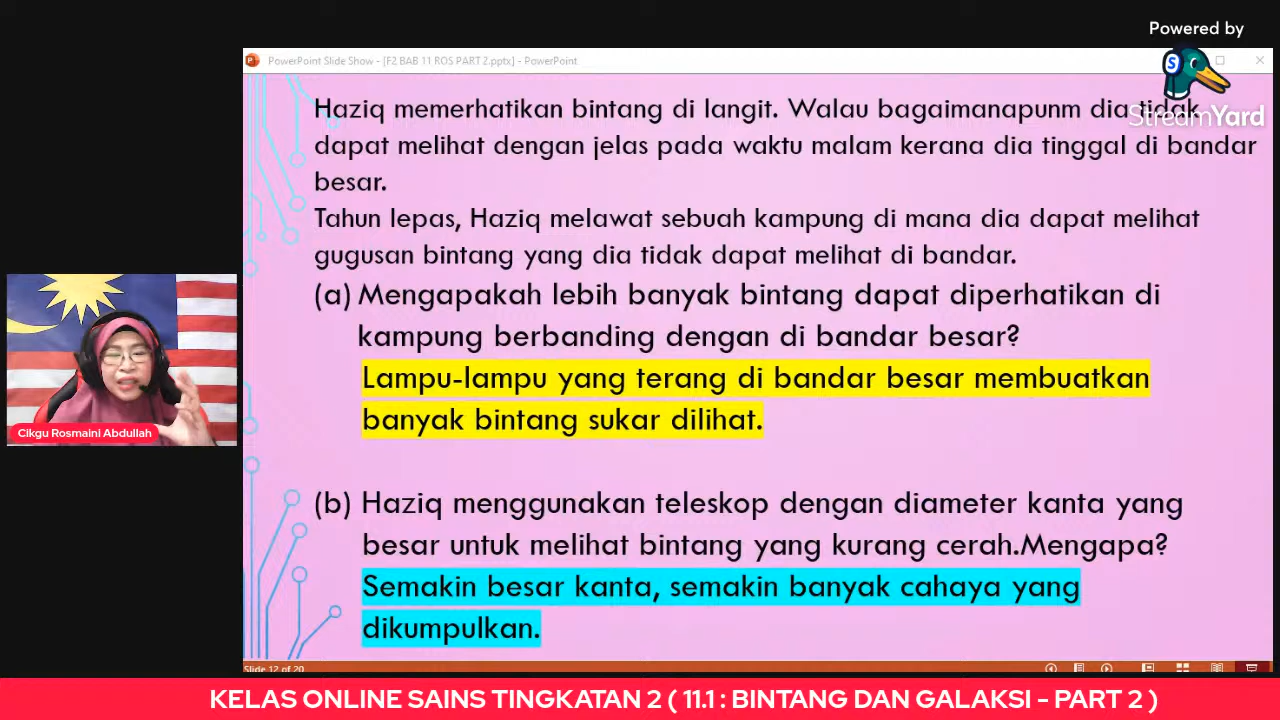 Powered by
StreamYard
PowerPoint Slide Show - [F2 BAB 11 ROS PART 2.pptx] - PowerPoint
Haziq memerhatikan bintang di langit. Walau bagaimanapunm dia tidak
dapat melihat dengan jelas pada waktu malam kerana dia tinggal di bandar
besar.
Tahun lepas, Haziq melawat sebuah kampung di mana dia dapat melihat
gugusan bintang yang dia tidak dapat melihat di bandar.
(a) Mengapakah lebih banyak bintang dapat diperhatikan di
kampung berbanding dengan di bandar besar?
Lampu-lampu yang terang di bandar besar membuatkan
banyak bintang sukar dilihat.
(b) Haziq menggunakan teleskop dengan diameter kanta yang
besar untuk melihat bintang yang kurang cerah.Mengapa?
Semakin besar kanta, semakin banyak cahaya yang
dikumpulkan.
Cikgu Rosmaini Abdullah
Slide 12 of 20
KELAS ONLINE SAINS TINGKATAN 2 ( 11.1 : BINTANG DAN GALAKSI - PART 2 )